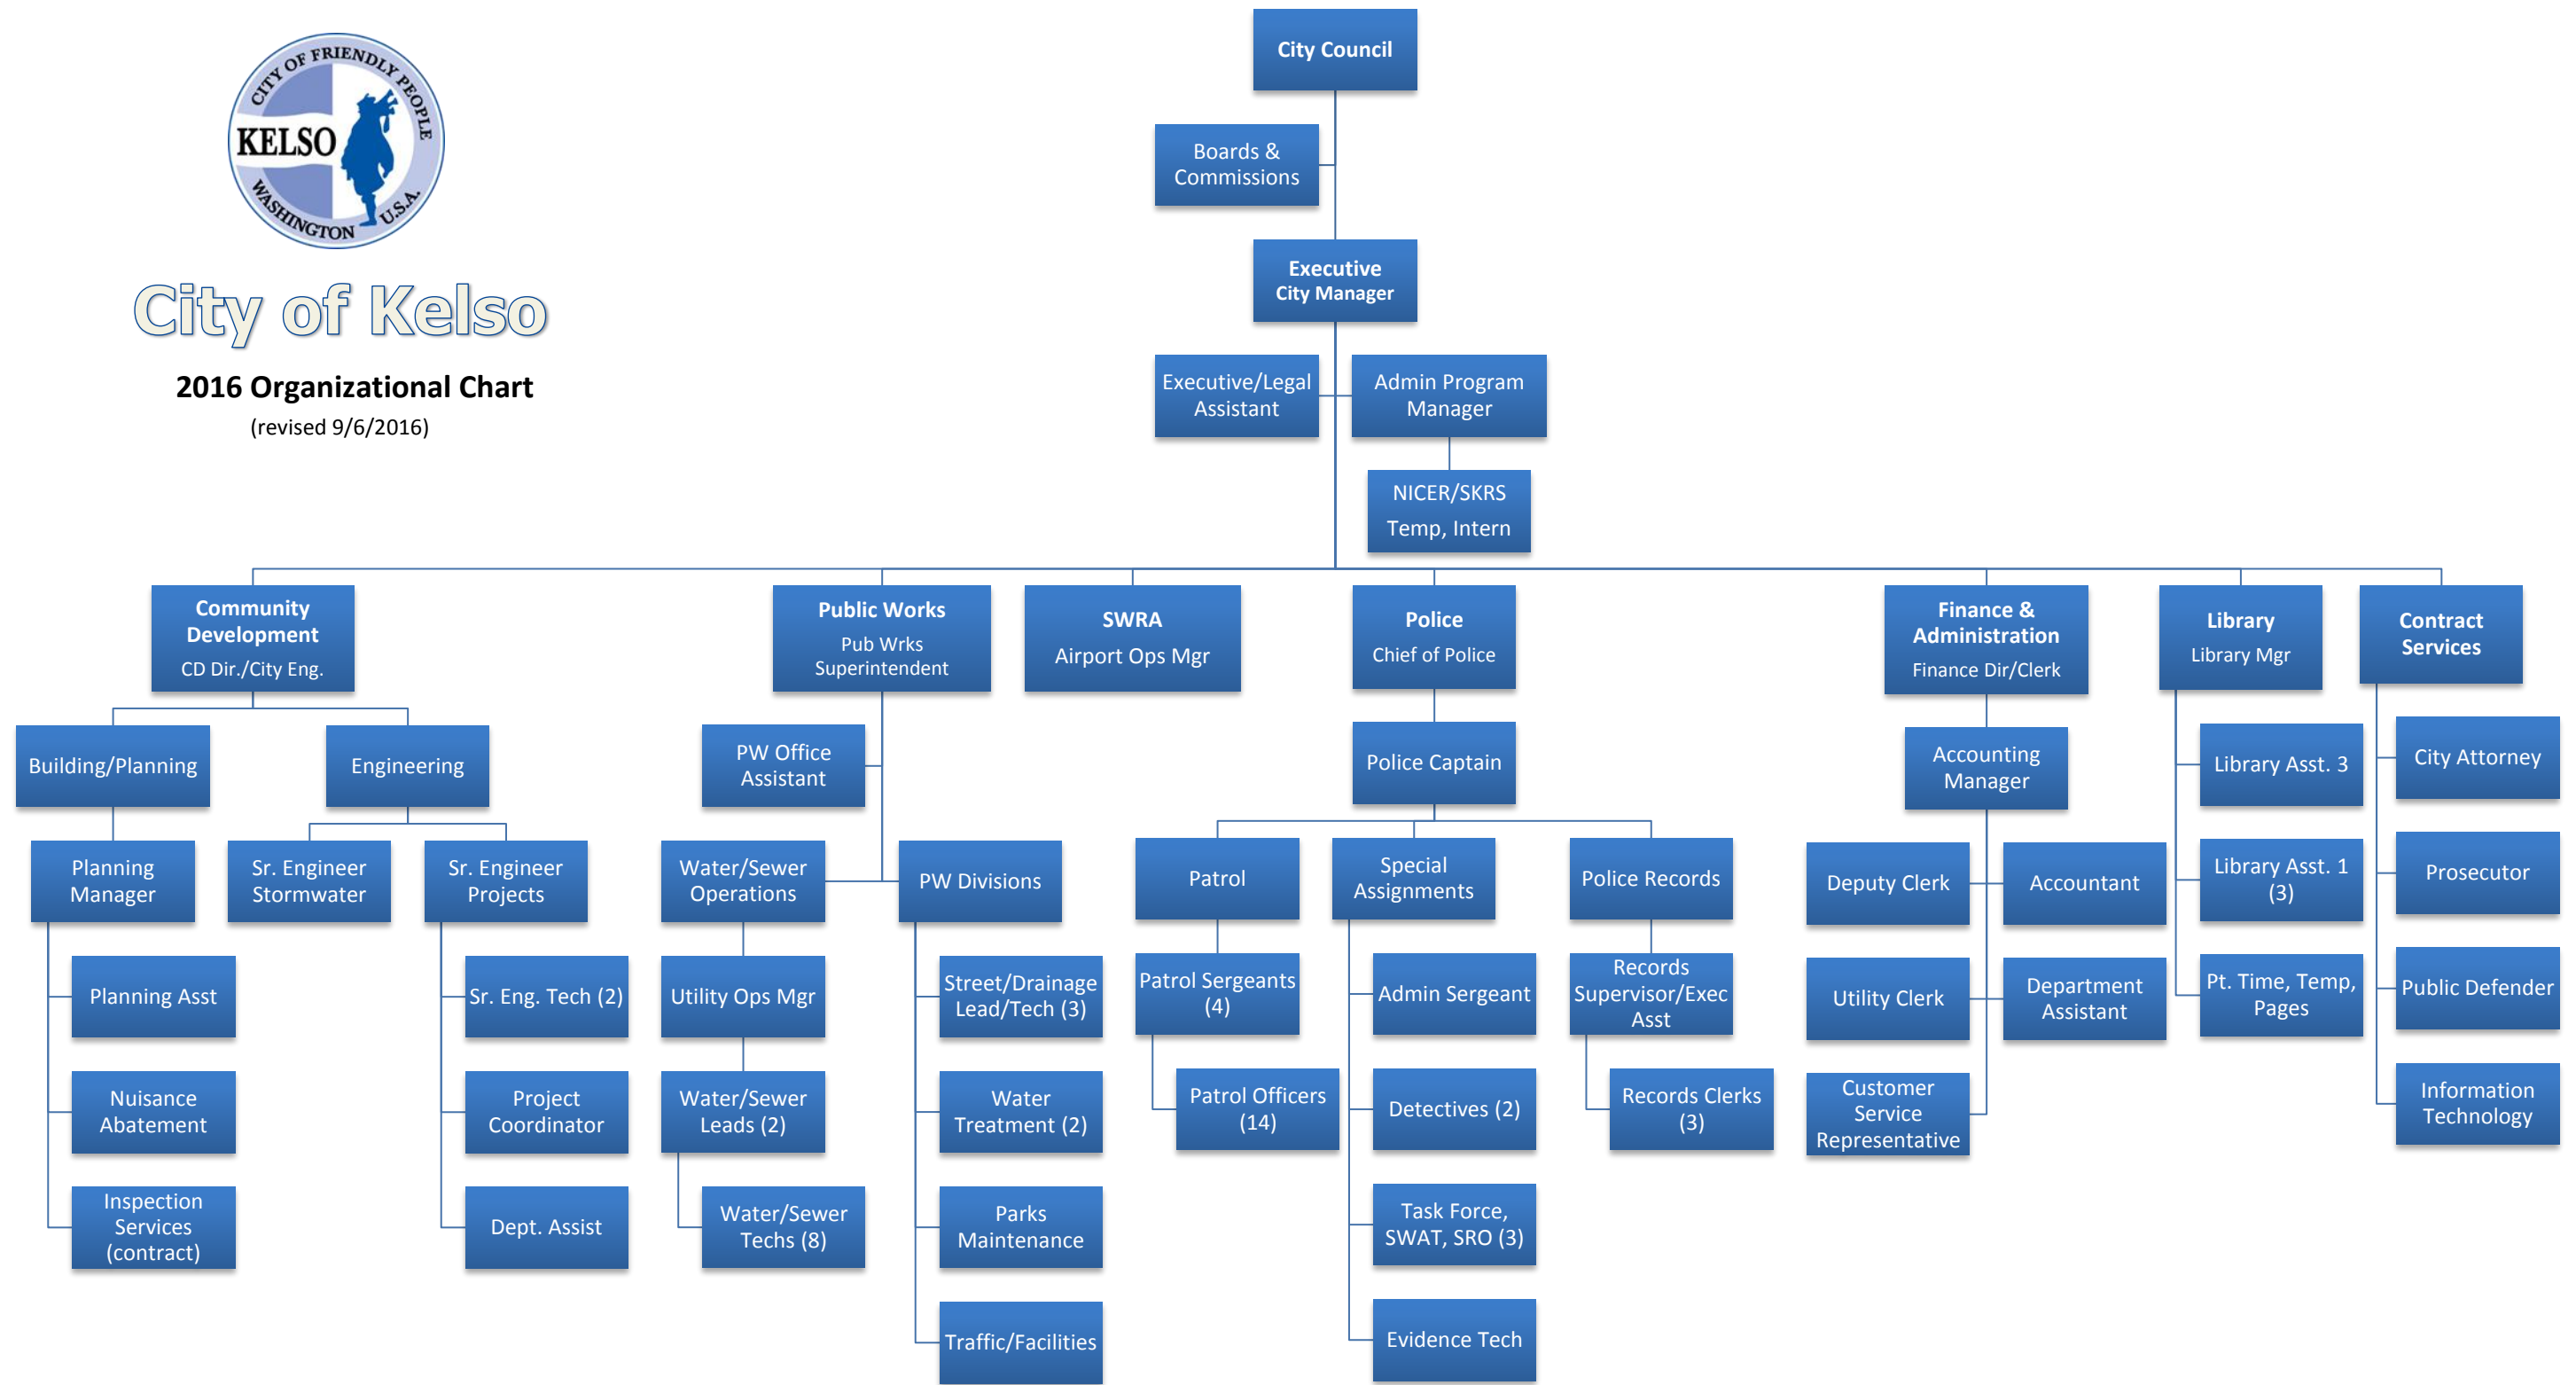 CITY OF FRIENDLY PEOPLE
KELSO
WASHINGTON U.S.A.
City of Kelso
2016 Organizational Chart
(revised 9/6/2016)
City Council
Boards &
Commissions
Executive
City Manager
Executive/Legal
Assistant
Admin Program
Manager
NICER/SKRS
Temp, Intern
Community
Development
CD Dir./City Eng.
Building/Planning
Engineering
Planning
Manager
Sr. Engineer
Stormwater
Sr. Engineer
Projects
Planning Asst
Nuisance
Abatement
Inspection
Services
(contract)
Sr. Eng. Tech (2)
Project
Coordinator
Dept. Assist
Public Works
Pub Wrks
Superintendent
PW Office
Assistant
Water/Sewer
Operations
PW Divisions
Utility Ops Mgr
Water/Sewer
Leads (2)
Water/Sewer
Techs (8)
Street/Drainage
Lead/Tech (3)
Water
Treatment (2)
Parks
Maintenance
Traffic/Facilities
SWRA
Airport Ops Mgr
Police
Chief of Police
Police Captain
Patrol
Special
Assignments
Police Records
Patrol Sergeants
(4)
Patrol Officers
(14)
Admin Sergeant
Detectives (2)
Task Force,
SWAT, SRO (3)
Evidence Tech
Records
Supervisor/Exec
Asst
Records Clerks
(3)
Finance &
Administration
Finance Dir/Clerk
Accounting
Manager
Deputy Clerk
Accountant
Utility Clerk
Department
Assistant
Customer
Service
Representative
Library
Library Mgr
Library Asst. 3
Library Asst. 1
(3)
Pt. Time, Temp,
Pages
Contract
Services
City Attorney
Prosecutor
Public Defender
Information
Technology